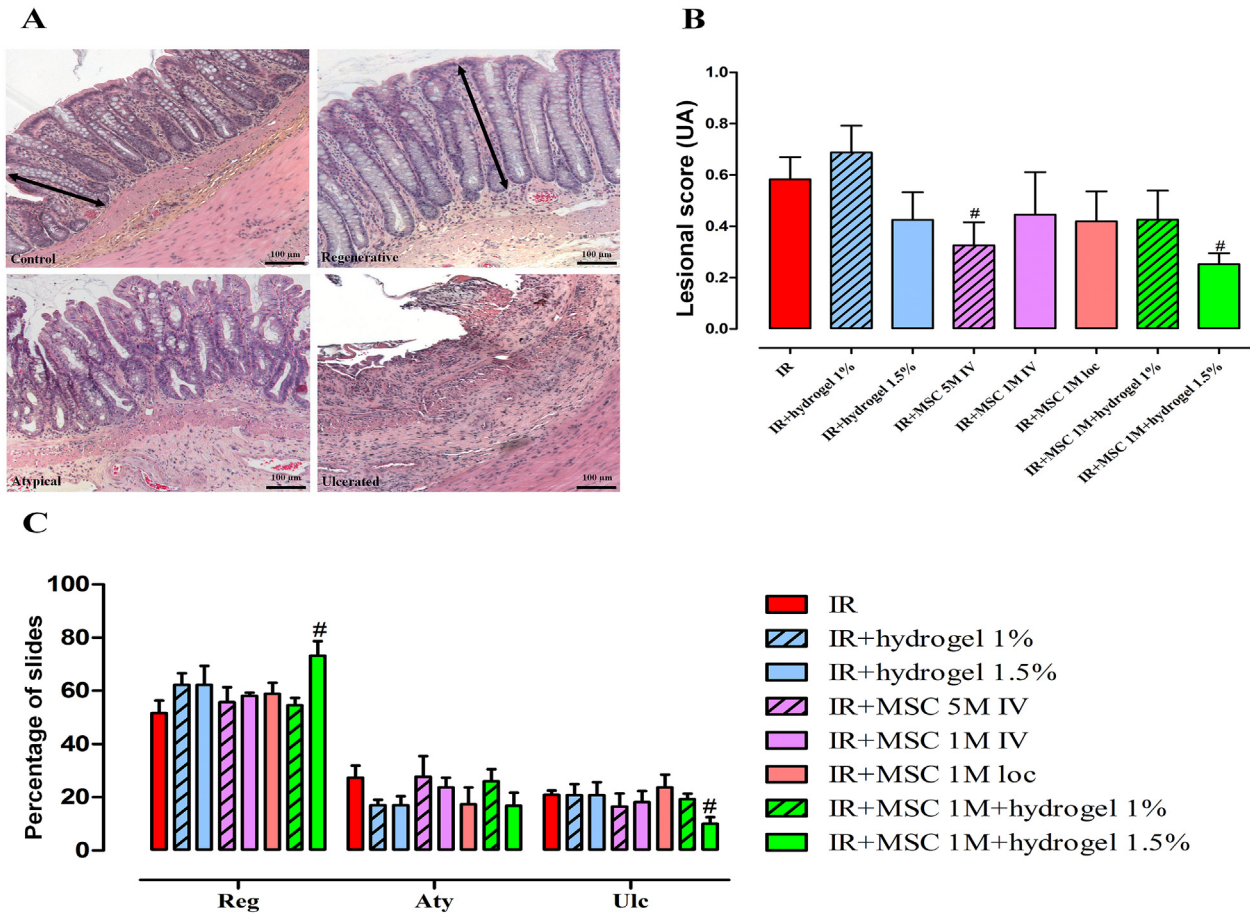 A
Control
100 µm
Regenerative
100 µm
Atypical
100 µm
Ulcerated
100 µm
B
Lesional score (UA)
1.0
0.8
0.6
0.4
0.2
0.0
#
#
IR
IR+hydrogel 1%
IR+hydrogel 1.5%
IR+MSC 5M IV
IR+MSC 1M IV
IR+MSC 1M loc
IR+MSC 1M+hydrogel 1%
IR+MSC 1M+hydrogel 1.5%
C
Percentage of slides
100
80
60
40
20
0
#
#
Reg
Aty
Ulc
IR
IR+hydrogel 1%
IR+hydrogel 1.5%
IR+MSC 5M IV
IR+MSC 1M IV
IR+MSC 1M loc
IR+MSC 1M+hydrogel 1%
IR+MSC 1M+hydrogel 1.5%